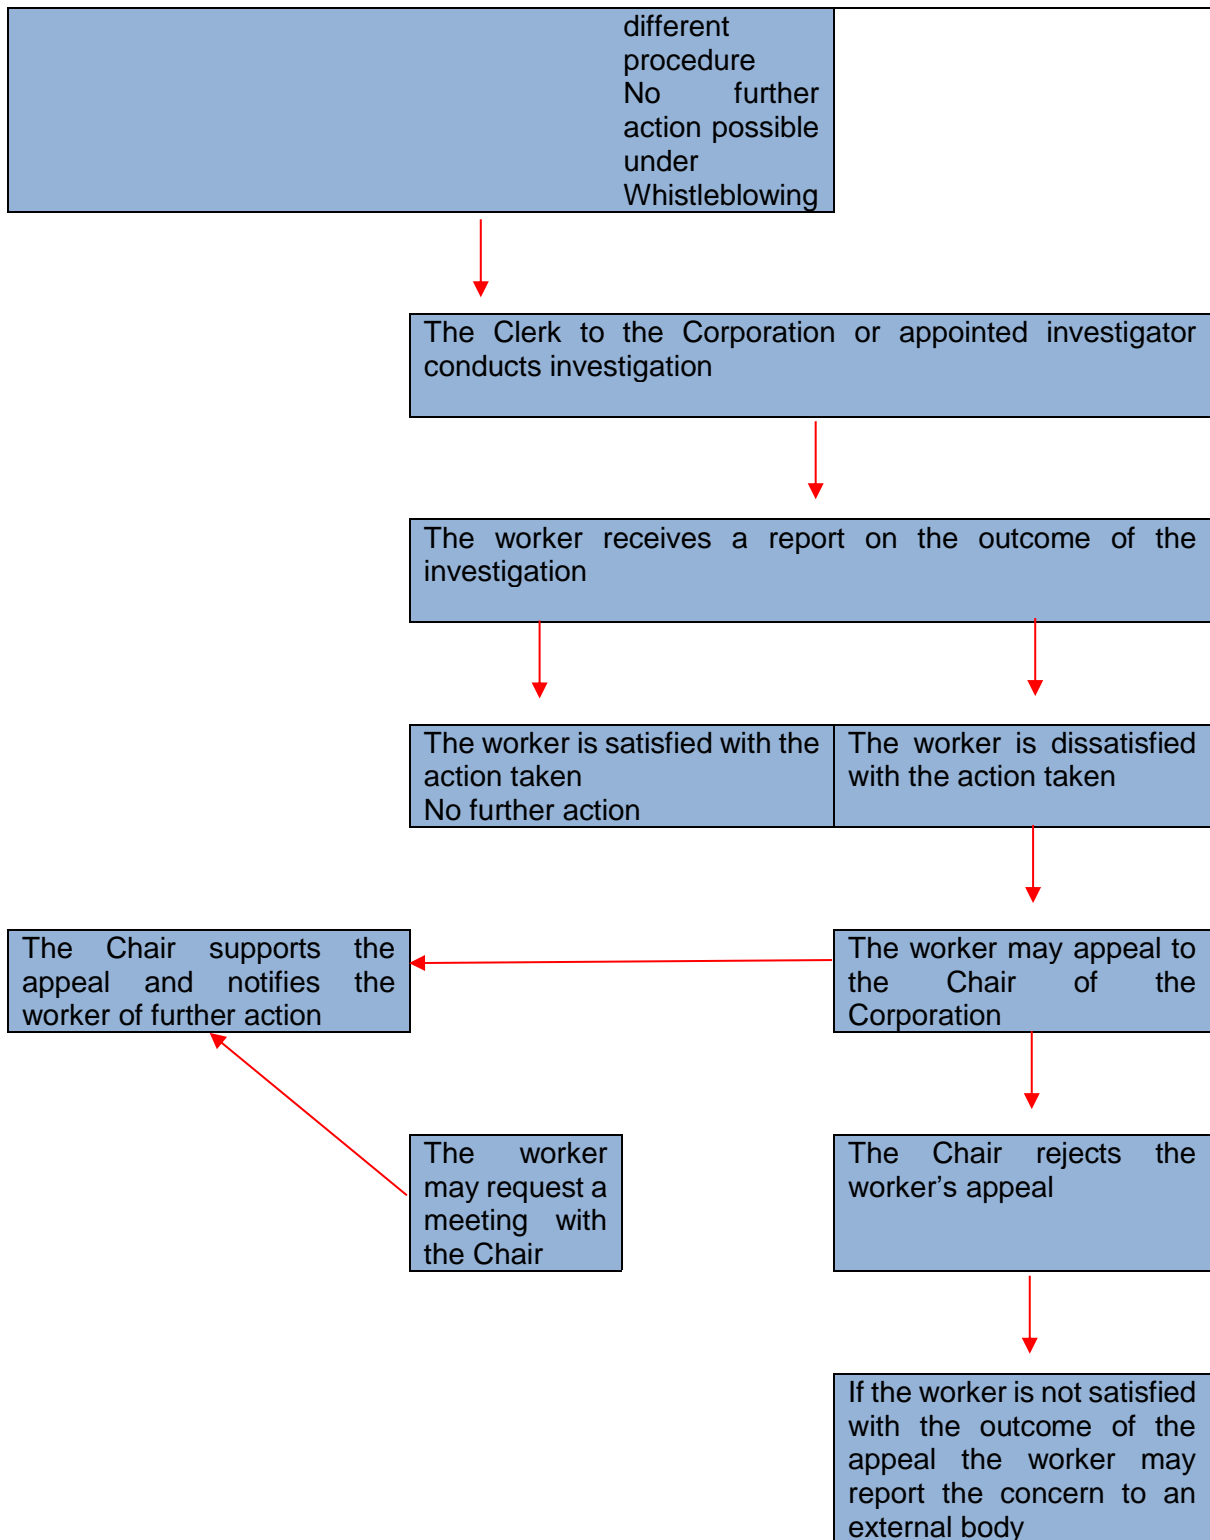 different
procedure
No further
action possible
under
Whistleblowing
The Clerk to the Corporation or appointed investigator
conducts investigation
The worker receives a report on the outcome of the
investigation
The worker is satisfied with the
action taken
No further action
The worker is dissatisfied
with the action taken
The Chair supports the
appeal and notifies the
worker of further action
The worker may appeal to
the Chair of the
Corporation
The worker
may request a
meeting with
the Chair
The Chair rejects the
worker’s appeal
If the worker is not satisfied
with the outcome of the
appeal the worker may
report the concern to an
external body